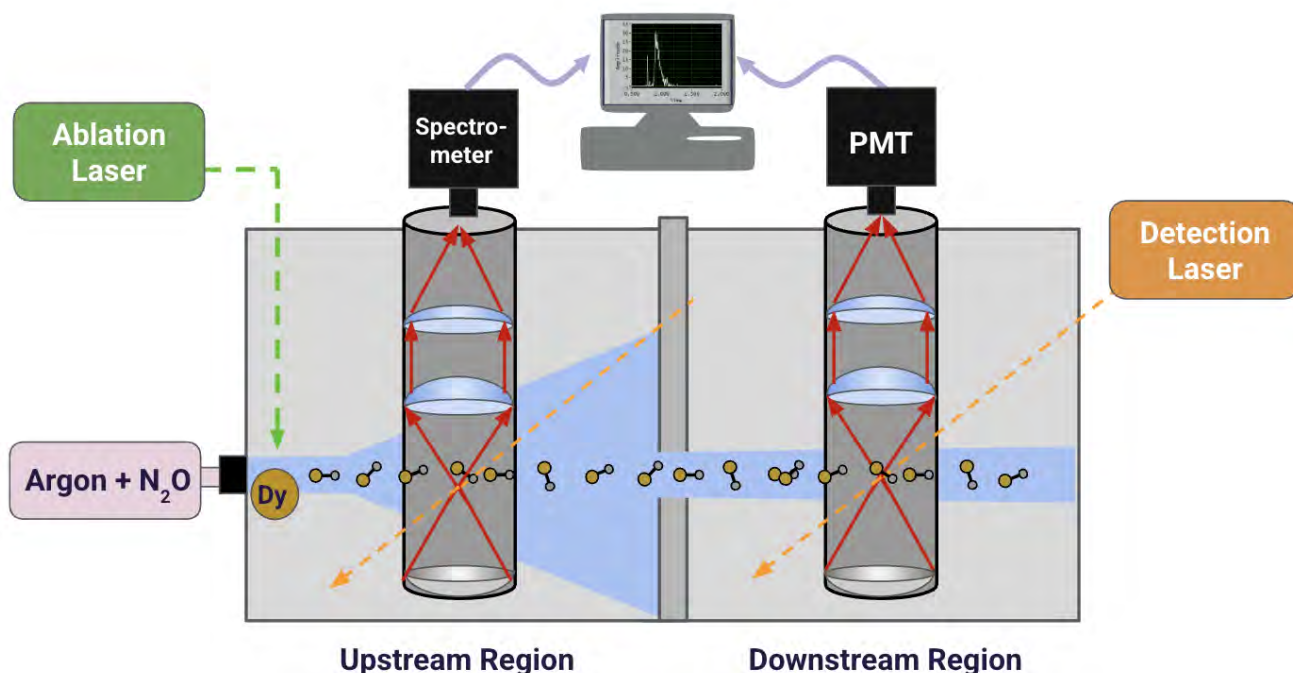 Ablation
Laser
Spectro-
meter
PMT
Detection
Laser
Argon + N₂O
Dy
Upstream Region
Downstream Region